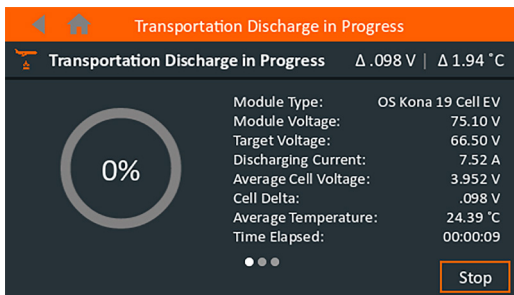 Transportation Discharge in Progress
Transportation Discharge in Progress Δ .098 V | Δ 1.94 °C
Module Type: OS Kona 19 Cell EV
Module Voltage: 75.10 V
Target Voltage: 66.50 V
Discharging Current: 7.52 A
Average Cell Voltage: 3.952 V
Cell Delta: .098 V
Average Temperature: 24.39 °C
Time Elapsed: 00:00:09
0%
Stop